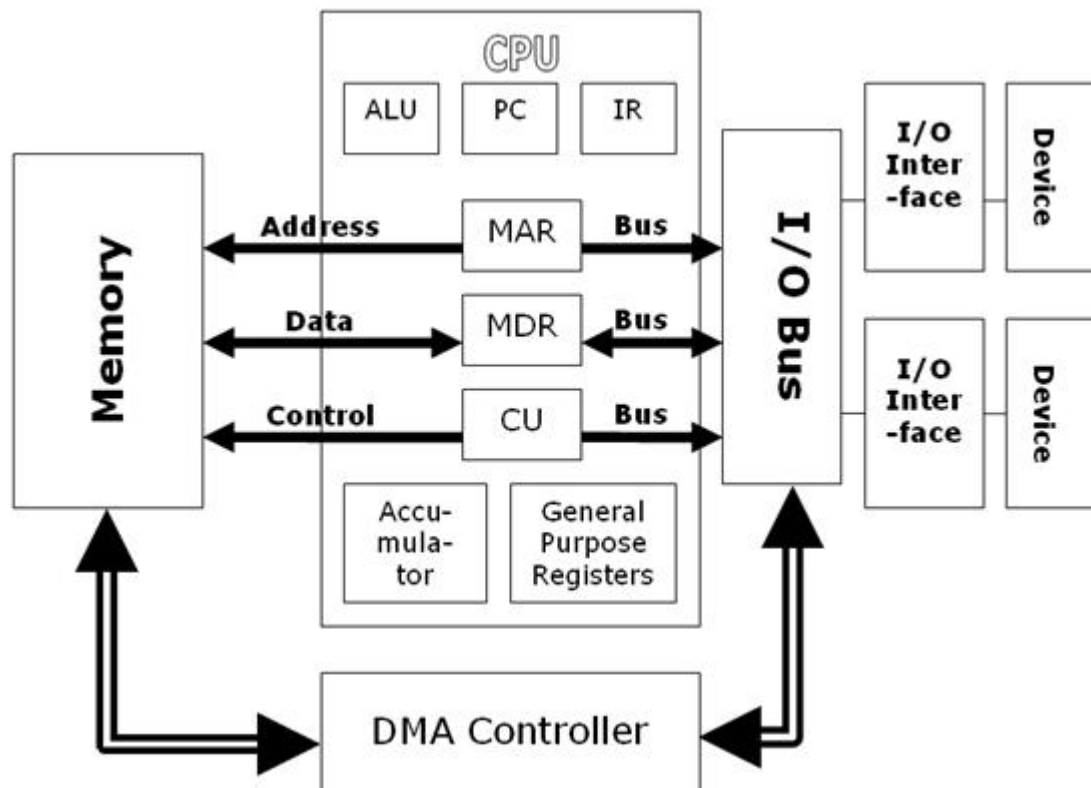 CPU
ALU
PC
IR
Memory
Address
MAR
Bus
Data
MDR
Bus
Control
CU
Bus
Accu-
mula-
tor
General
Purpose
Registers
I/O Bus
I/O
Inter
-face
Device
I/O
Inter
-face
Device
DMA Controller